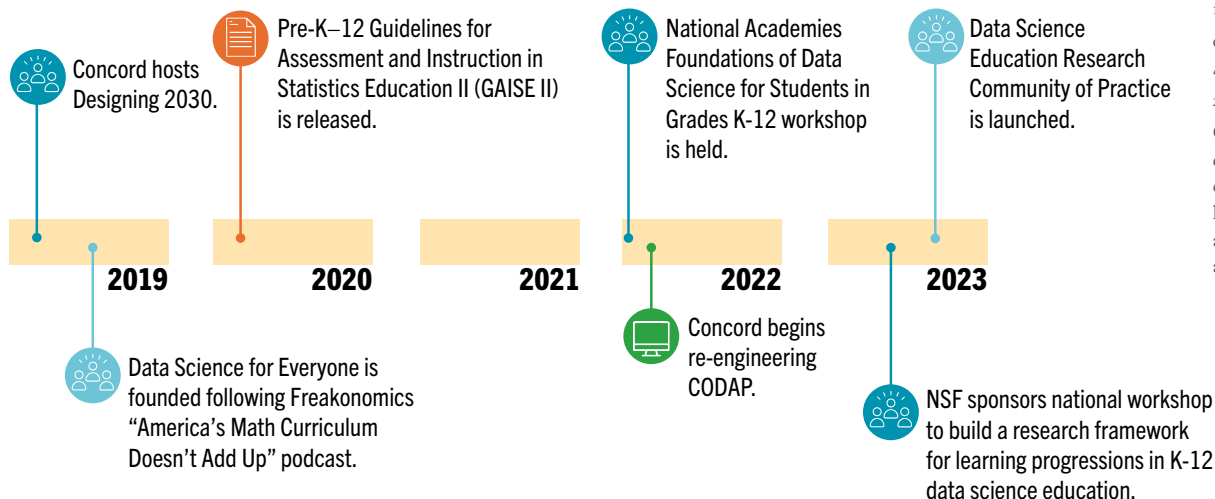 Concord hosts
Designing 2030.
Pre-K–12 Guidelines for
Assessment and Instruction in
Statistics Education II (GAISE II)
is released.
National Academies
Foundations of Data
Science for Students in
Grades K-12 workshop
is held.
Data Science
Education Research
Community of Practice
is launched.
2019
2020
2021
2022
2023
Data Science for Everyone is
founded following Freakonomics
“America’s Math Curriculum
Doesn’t Add Up” podcast.
Concord begins
re-engineering
CODAP.
NSF sponsors national workshop
to build a research framework
for learning progressions in K-12
data science education.